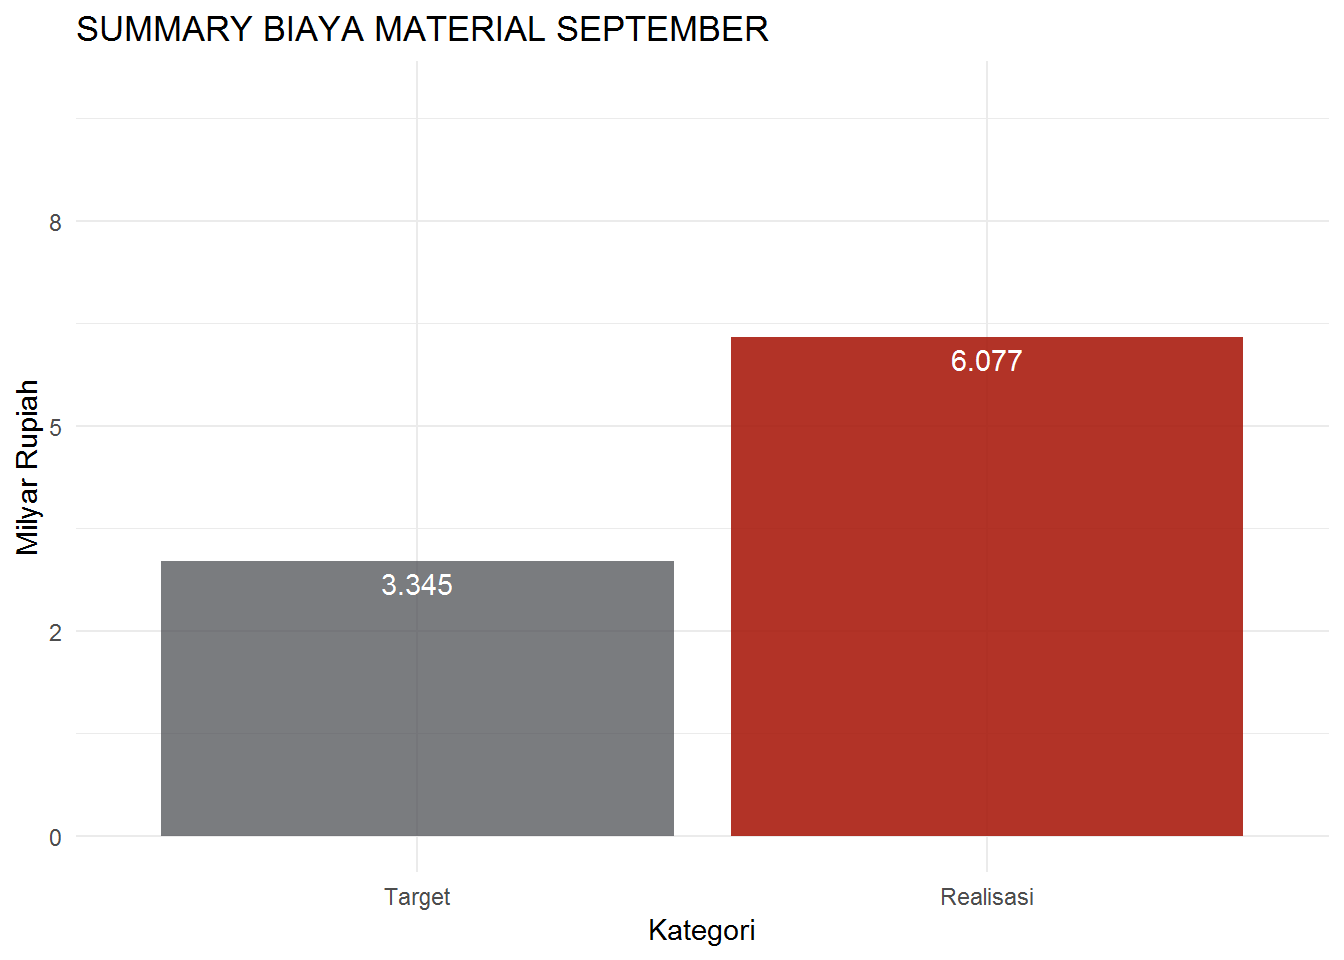 SUMMARY BIAYA MATERIAL SEPTEMBER
Milyar Rupiah
8
5
2
0
3.345
6.077
Target
Realisasi
Kategori